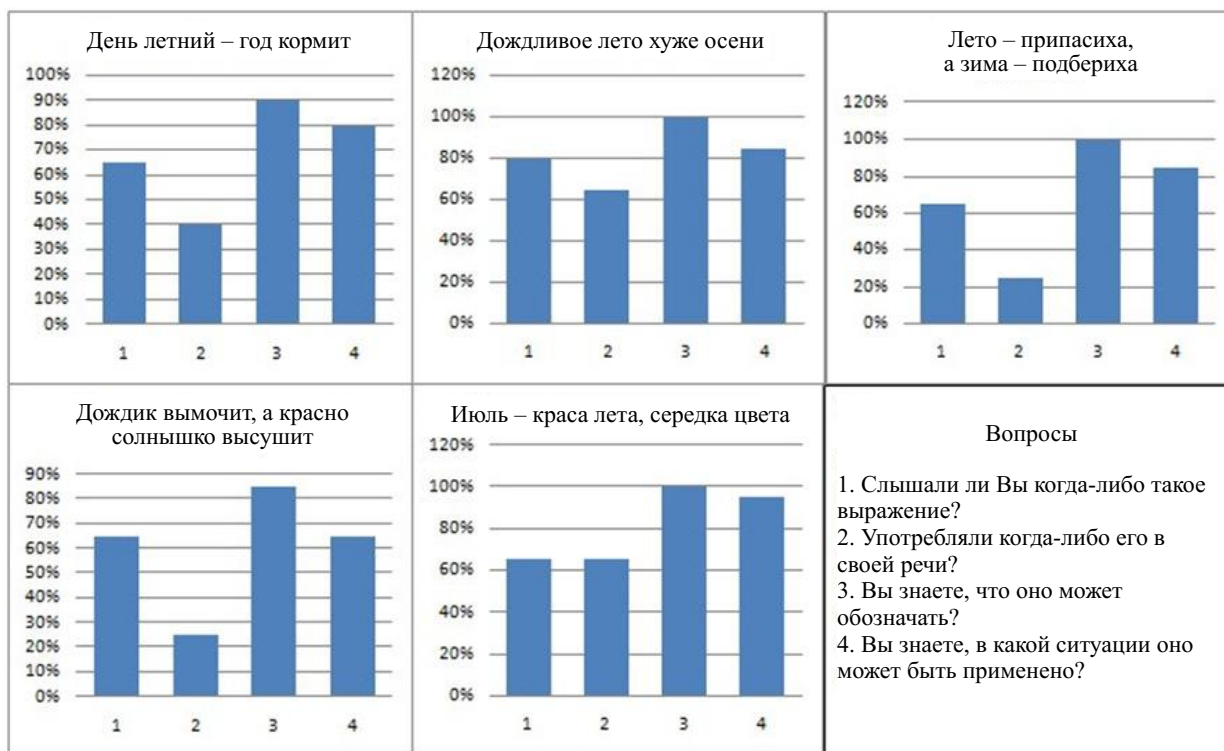 День летний – год кормит
100%
90%
80%
70%
60%
50%
40%
30%
20%
10%
0%
1 2 3 4
Дождливое лето хуже осени
120%
100%
80%
60%
40%
20%
0%
1 2 3 4
Лето – припасиха,
а зима – подбериха
120%
100%
80%
60%
40%
20%
0%
1 2 3 4
Дождик вымочит, а красно
солнышко высушит
90%
80%
70%
60%
50%
40%
30%
20%
10%
0%
1 2 3 4
Июль – краса лета, середка цвета
120%
100%
80%
60%
40%
20%
0%
1 2 3 4
Вопросы
1. Слышали ли Вы когда-либо такое
выражение?
2. Употребляли когда-либо его в
своей речи?
3. Вы знаете, что оно может
обозначать?
4. Вы знаете, в какой ситуации оно
может быть применено?